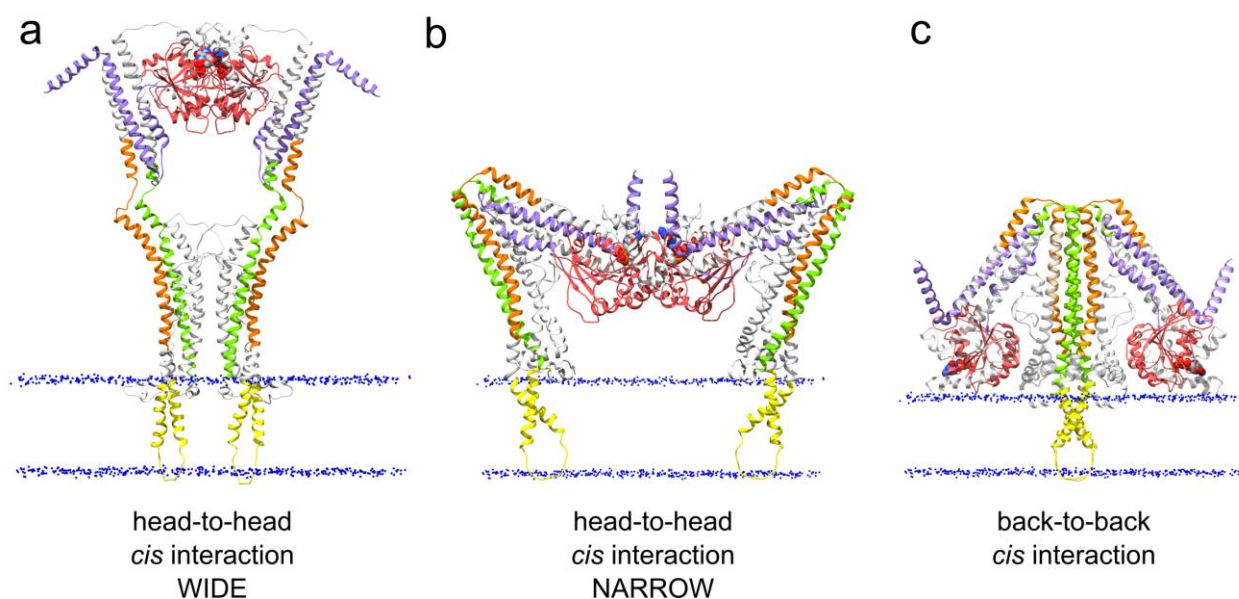 a
b
c
head-to-head
cis interaction
WIDE
head-to-head
cis interaction
NARROW
back-to-back
cis interaction